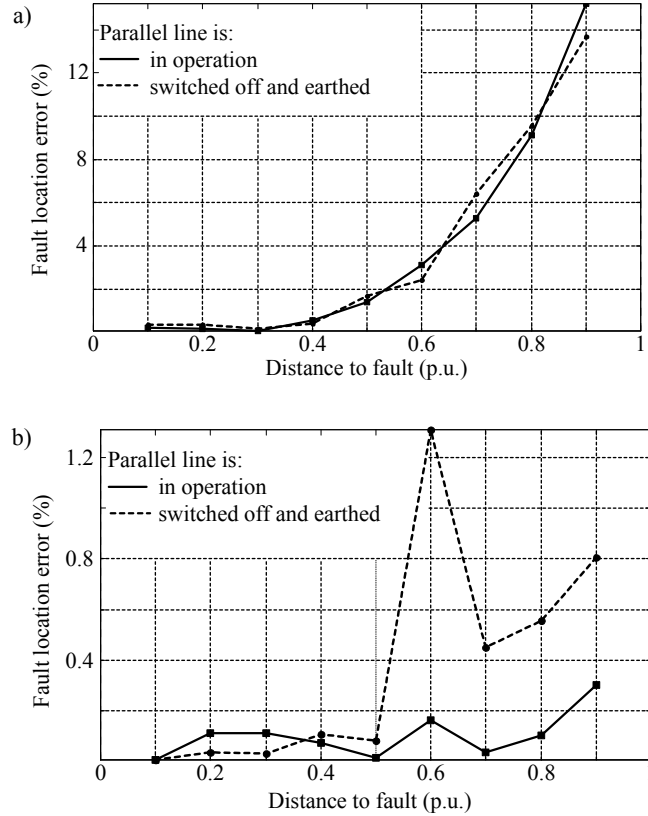 a)
Parallel line is:
in operation
switched off and earthed
Fault location error (%)
12
8
4
0 0.2 0.4 0.6 0.8 1
Distance to fault (p.u.)
b)
Parallel line is:
in operation
switched off and earthed
Fault location error (%)
1.2
0.8
0.4
0 0.2 0.4 0.6 0.8
Distance to fault (p.u.)